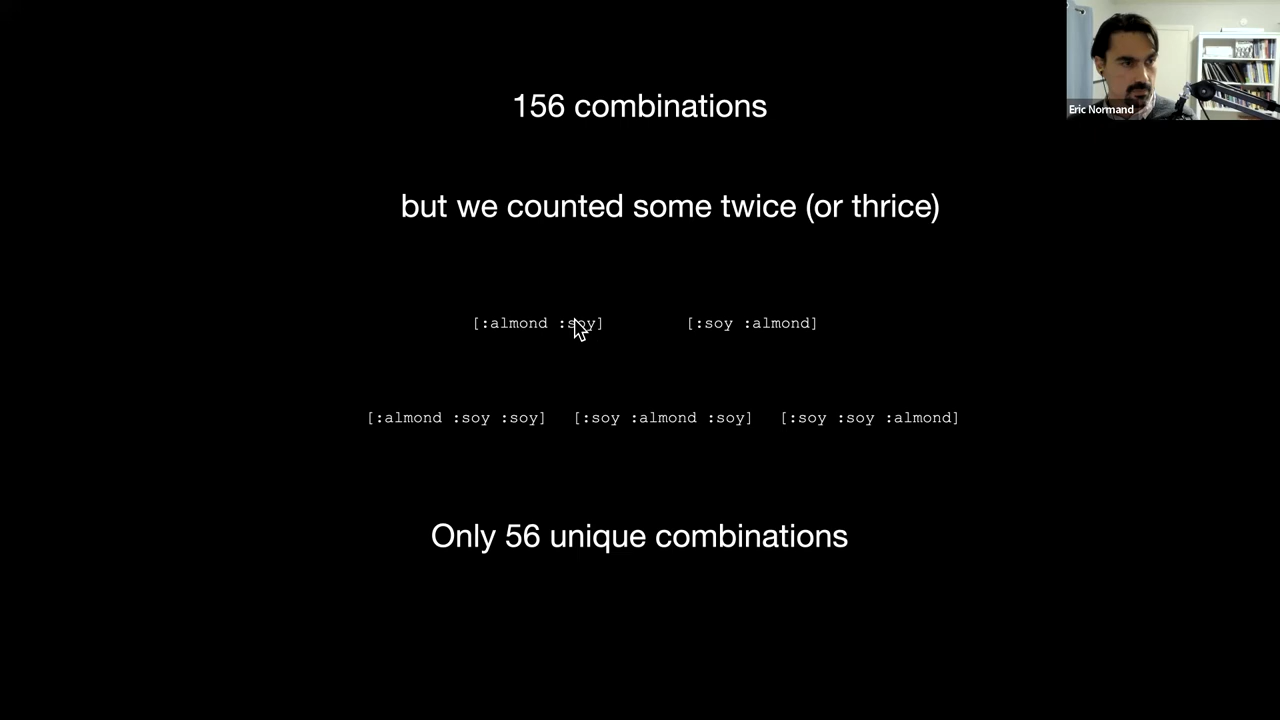 156 combinations
Eric Normand
but we counted some twice (or thrice)
[:almond :soy] [:soy :almond]
[:almond :soy :soy] [:soy :almond :soy] [:soy :soy :almond]
Only 56 unique combinations